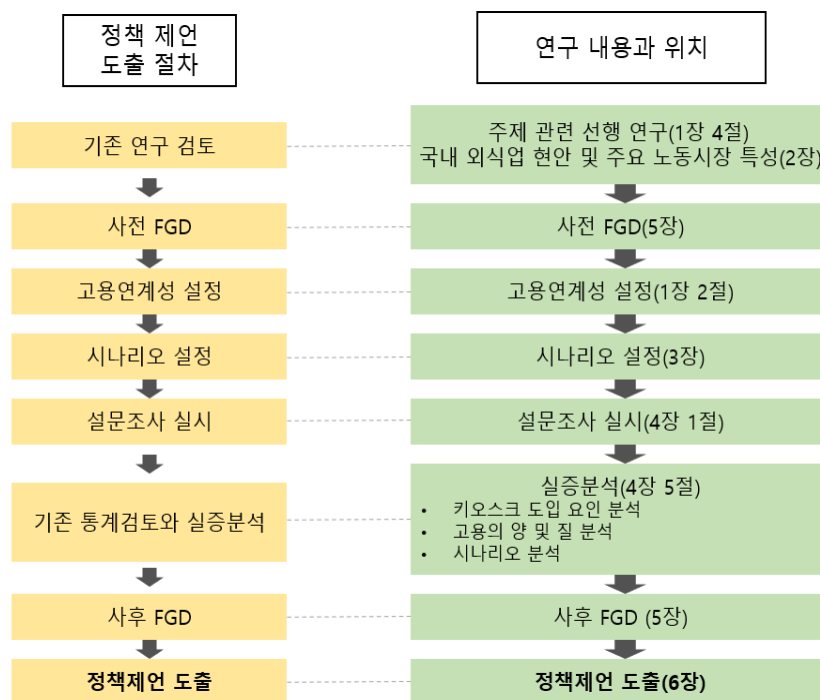 정책 제언
도출 절차
연구 내용과 위치
기존 연구 검토
주제 관련 선행 연구(1장 4절)
국내 외식업 현안 및 주요 노동시장 특성(2장)
사전 FGD
사전 FGD(5장)
고용연계성 설정
고용연계성 설정(1장 2절)
시나리오 설정
시나리오 설정(3장)
설문조사 실시
설문조사 실시(4장 1절)
기존 통계검토와 실증분석
실증분석(4장 5절)
• 키오스크 도입 요인 분석
• 고용의 양 및 질 분석
• 시나리오 분석
사후 FGD
사후 FGD (5장)
정책제언 도출
정책제언 도출(6장)